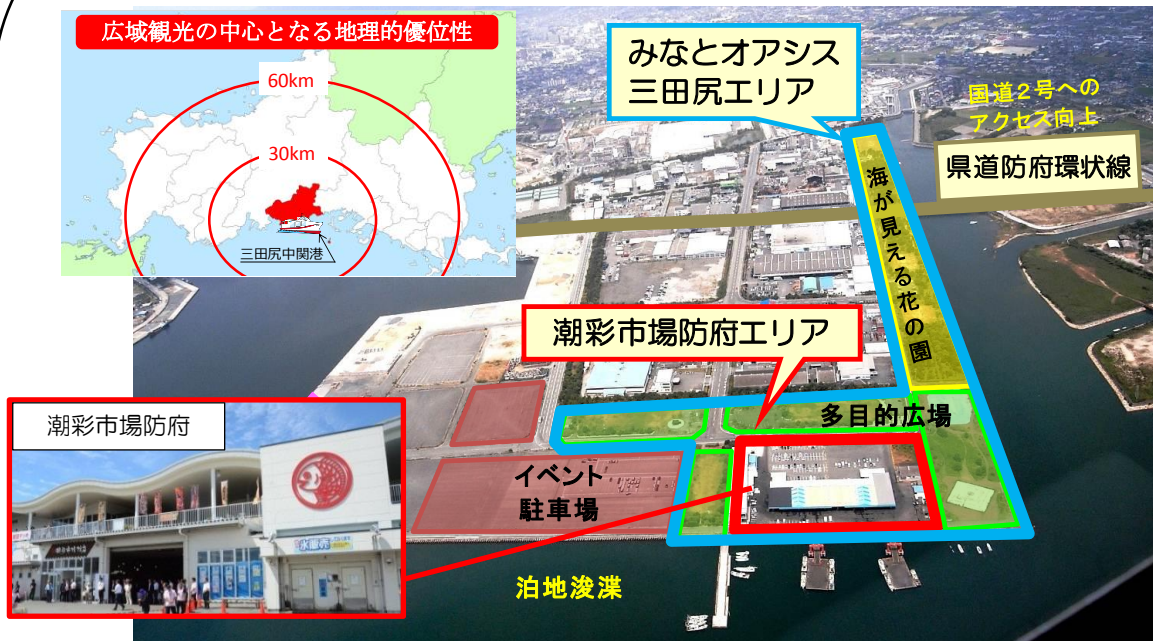 広域観光の中心となる地理的優位性
60km
30km
三田尻中関港
みなとオアシス
三田尻エリア
国道2号への
アクセス向上
県道防府環状線
海が見える花の園
潮彩市場防府エリア
多目的広場
潮彩市場防府
イベント
駐車場
氷販売
泊地浚渫